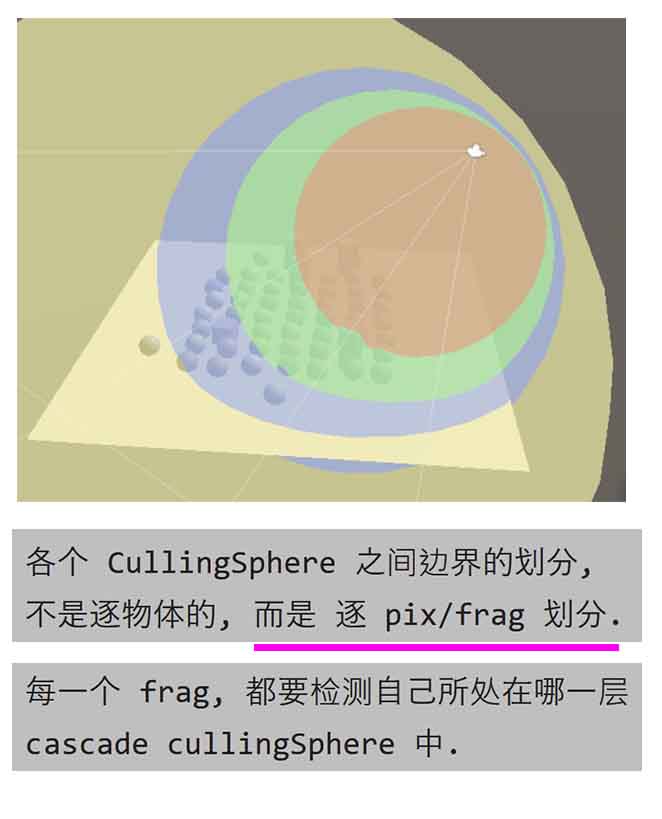 各个 CullingSphere 之间边界的划分,
不是逐物体的, 而是 逐 pix/frag 划分.
每一个 frag, 都要检测自己所处在哪一层
cascade cullingSphere 中.